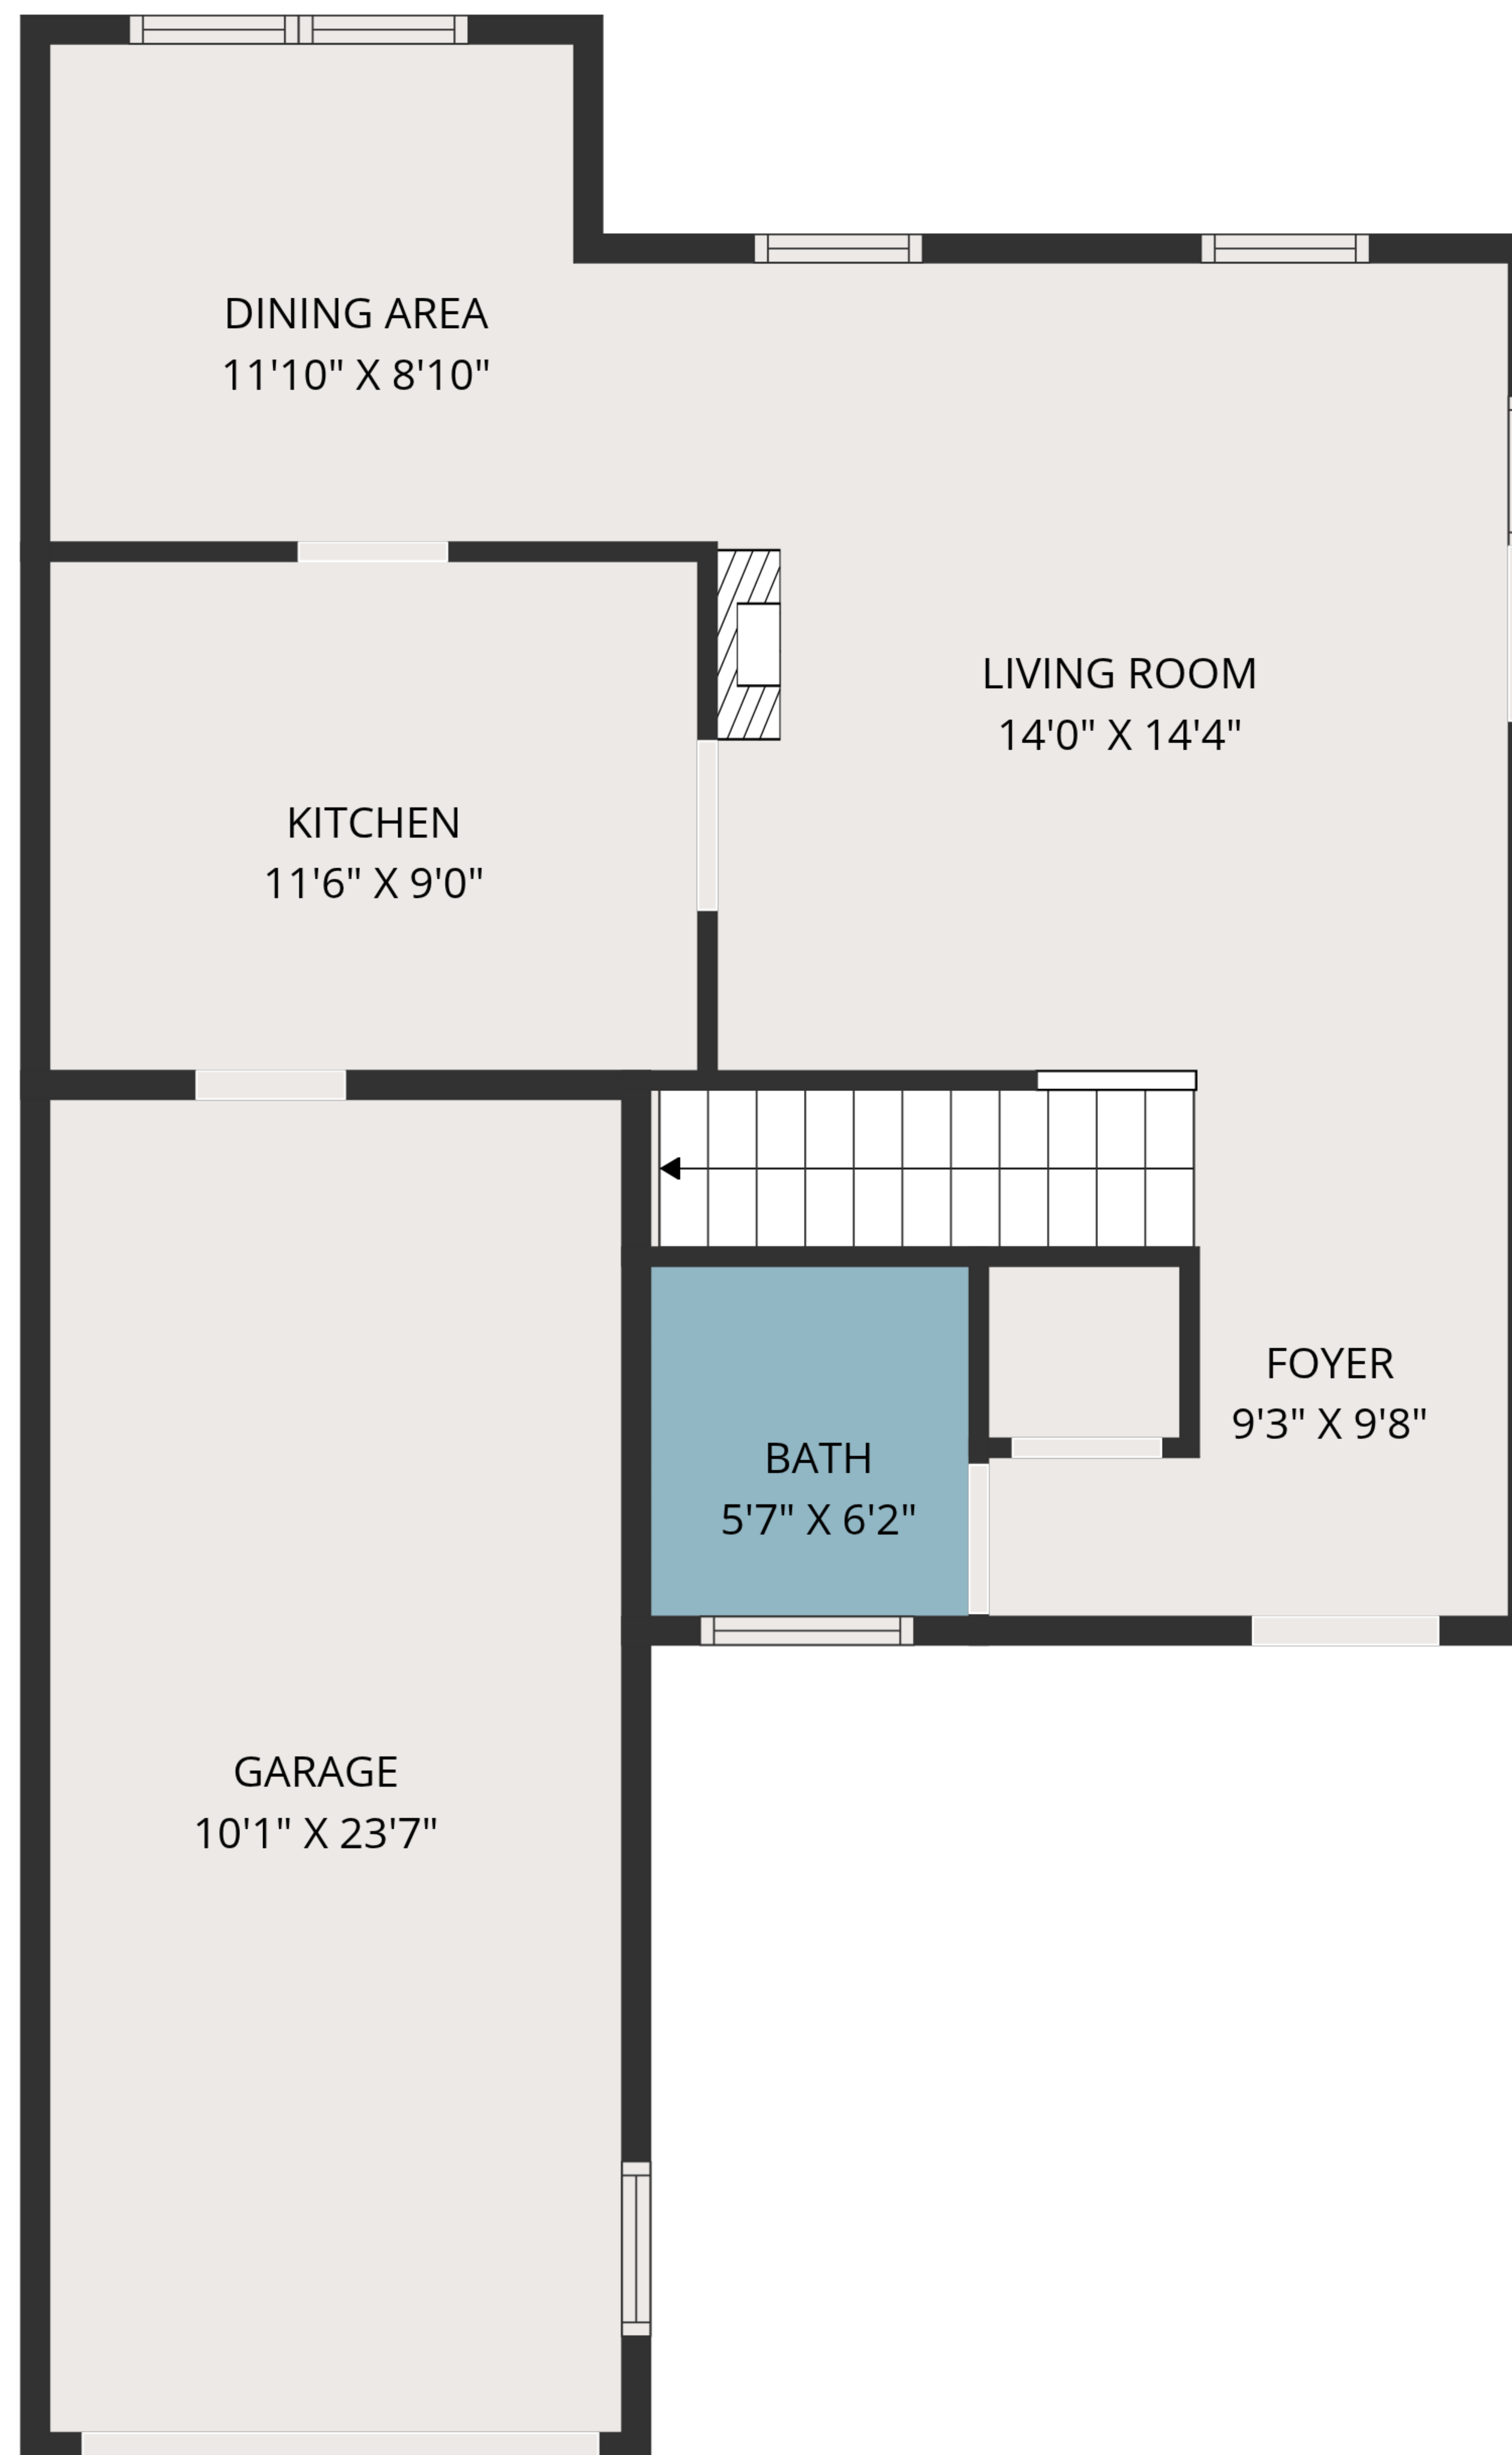 DINING AREA
11'10" X 8'10"
LIVING ROOM
14'0" X 14'4"
KITCHEN
11'6" X 9'0"
FOYER
9'3" X 9'8"
BATH
5'7" X 6'2"
GARAGE
10'1" X 23'7"